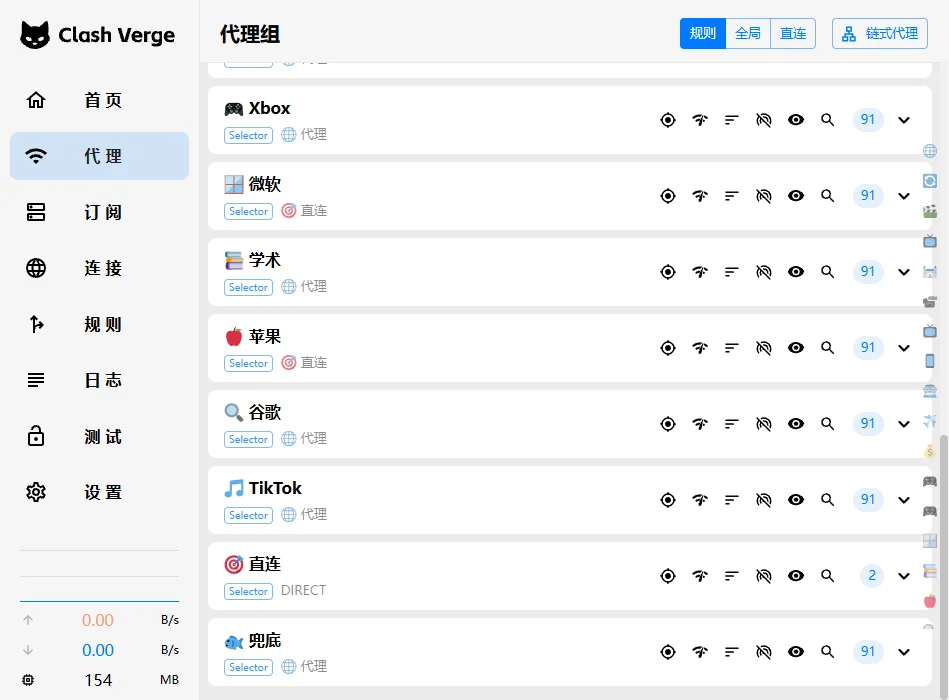 Clash Verge
首页
代理
订阅
连接
规则
日志
测试
设置
0.00 B/s
0.00 B/s
154 MB
代理组
规则 全局 直连 链式代理
Xbox
Selector 代理
91
微软
Selector 直连
91
学术
Selector 代理
91
苹果
Selector 直连
91
谷歌
Selector 代理
91
TikTok
Selector 代理
91
直连
Selector DIRECT
2
兜底
Selector 代理
91